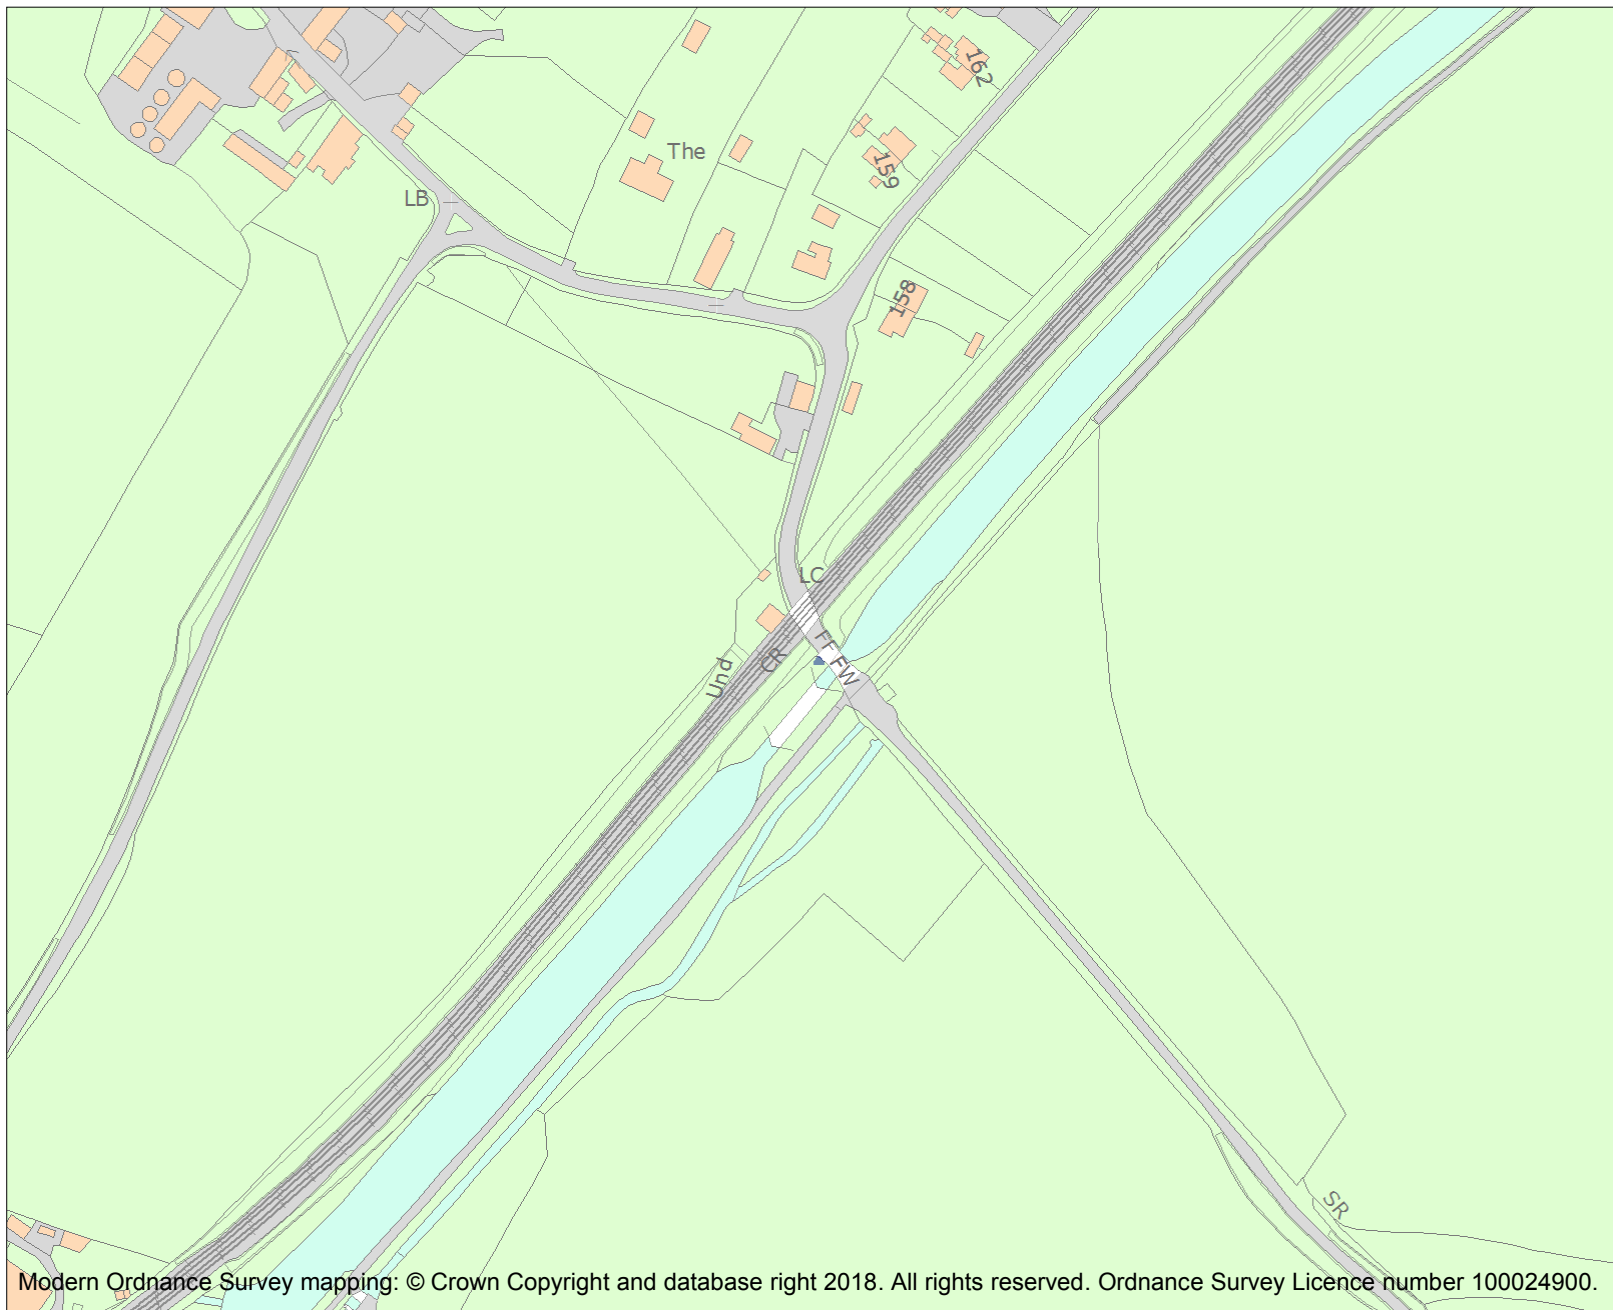 162
The
159
LB
158
LC
FF
FW
CR
Und
SR
Modern Ordnance Survey mapping: © Crown Copyright and database right 2018. All rights reserved. Ordnance Survey Licence number 100024900.